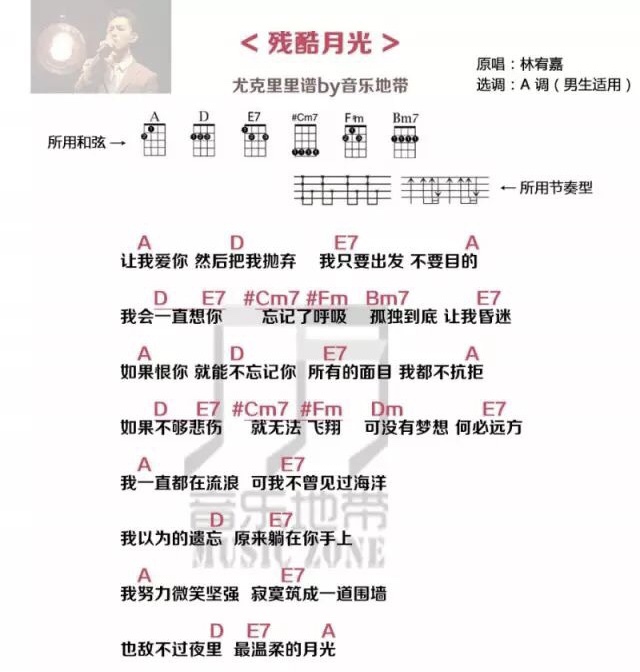 < 残酷月光 >
尤克里里谱by音乐地带
原唱：林宥嘉
选调：A 调（男生适用）
所用和弦→
A D E7 #Cm7 F#m Bm7
←所用节奏型
A D E7 A
让我爱你 然后把我抛弃 我只要出发 不要目的
D E7 #Cm7 #Fm Bm7 E7
我会一直想你 忘记了呼吸 孤独到底 让我昏迷
A D E7 A
如果恨你 就能不忘记你 所有的面目 我都不抗拒
D E7 #Cm7 #Fm Dm E7
如果不够悲伤 就无法 飞翔 可没有梦想 何必远方
A E7
我一直都在流浪 可我不曾见过海洋
音乐地带
D E7
我以为的遗忘 原来躺在你手上
MUSIC ZONE
A E7
我努力微笑坚强 寂寞筑成一道围墙
D E7 A
也敌不过夜里 最温柔的月光